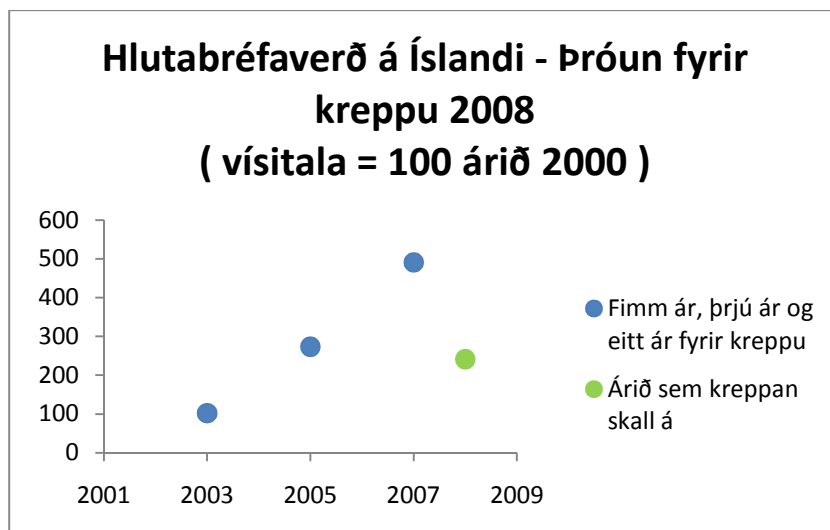 Hlutabréfaverð á Íslandi - Þróun fyrir
kreppu 2008
( vísitala = 100 árið 2000 )
600
500
400
300
200
100
0
2001 2003 2005 2007 2009
Fimm ár, þrjú ár og
eitt ár fyrir kreppu
Árið sem kreppan
skall á